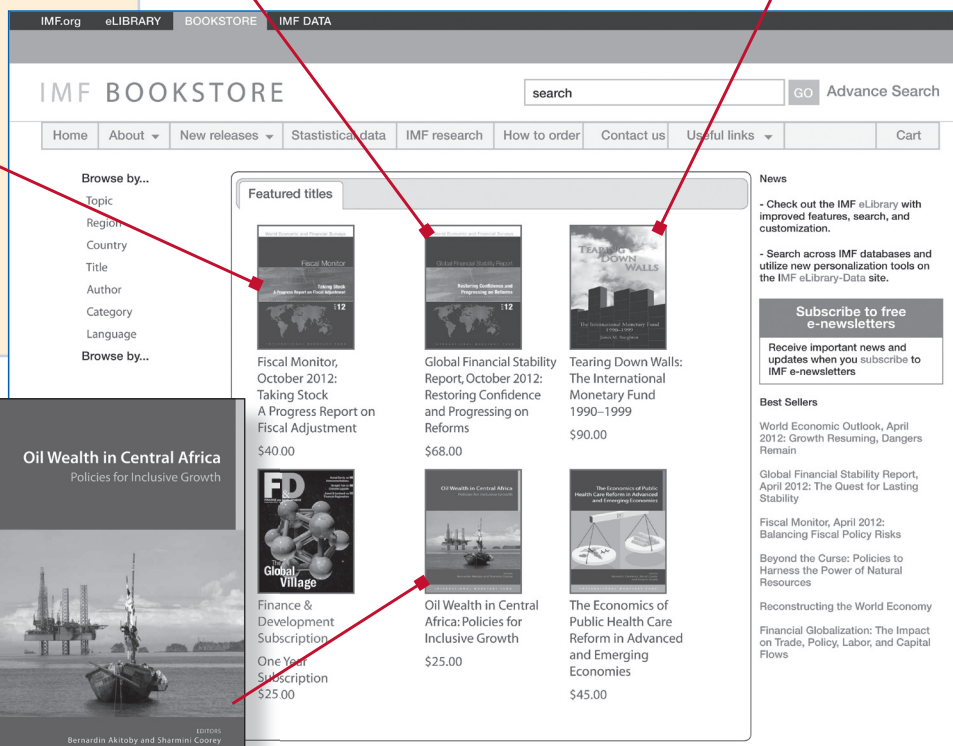 IMF.org eLIBRARY BOOKSTORE IMF DATA
IMF BOOKSTORE
search GO Advance Search
Home About New releases Stastistical data IMF research How to order Contact us Useful links Cart
Browse by...
Topic
Region
Country
Title
Author
Category
Language
Browse by...
Featured titles
World Economic and Financial Surveys
Fiscal Monitor
Taking Stock
A Progress Report on Fiscal Adjustment
12
Fiscal Monitor,
October 2012:
Taking Stock
A Progress Report on
Fiscal Adjustment
$40.00
World Economic and Financial Surveys
Global Financial Stability Report
Restoring Confidence and
Progressing on Reforms
12
Global Financial Stability
Report, October 2012:
Restoring Confidence
and Progressing on
Reforms
$68.00
TEARING
DOWN
WALLS
The International Monetary Fund
1990–1999
Tearing Down Walls:
The International
Monetary Fund
1990–1999
$90.00
F&D
The
Global
Village
Finance &
Development
Subscription
One Year
Subscription
$25.00
Oil Wealth in Central Africa
Policies for Inclusive Growth
Oil Wealth in Central
Africa: Policies for
Inclusive Growth
$25.00
The Economics of Public
Health Care Reform in Advanced
and Emerging Economies
The Economics of
Public Health Care
Reform in Advanced
and Emerging
Economies
$45.00
News
- Check out the IMF eLibrary with
improved features, search, and
customization.
- Search across IMF databases and
utilize new personalization tools on
the IMF eLibrary-Data site.
Subscribe to free
e-newsletters
Receive important news and
updates when you subscribe to
IMF e-newsletters
Best Sellers
World Economic Outlook, April
2012: Growth Resuming, Dangers
Remain
Global Financial Stability Report,
April 2012: The Quest for Lasting
Stability
Fiscal Monitor, April 2012:
Balancing Fiscal Policy Risks
Beyond the Curse: Policies to
Harness the Power of Natural
Resources
Reconstructing the World Economy
Financial Globalization: The Impact
on Trade, Policy, Labor, and Capital
Flows
Oil Wealth in Central Africa
Policies for Inclusive Growth
EDITORS
Bernardin Akitoby and Sharmini Coorey